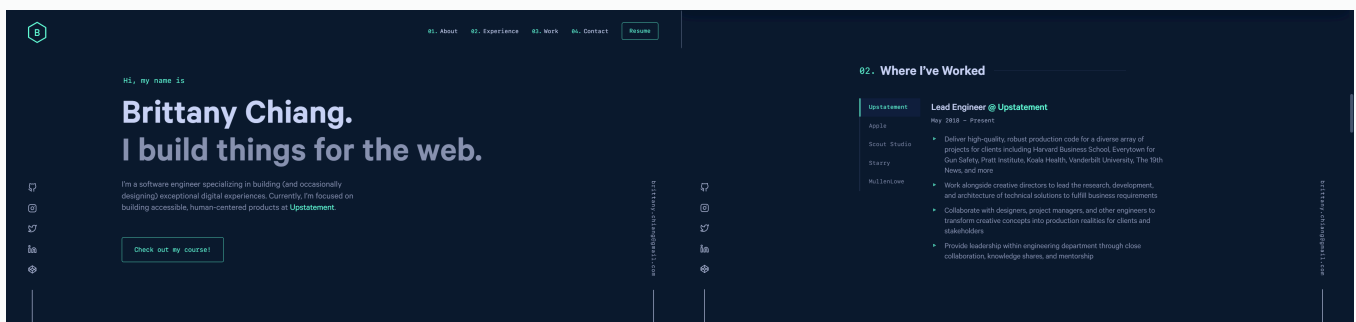 B
01. About
02. Experience
03. Work
04. Contact
Resume
Hi, my name is
Brittany Chiang.
I build things for the web.
I'm a software engineer specializing in building (and occasionally
designing) exceptional digital experiences. Currently, I'm focused on
building accessible, human-centered products at Upstatement.
Check out my course!
brittany.chiang@gmail.com
02. Where I've Worked
Upstatement
Apple
Scout Studio
Starry
MullenLowe
Lead Engineer @ Upstatement
May 2018 – Present
Deliver high-quality, robust production code for a diverse array of
projects for clients including Harvard Business School, Everytown for
Gun Safety, Pratt Institute, Koala Health, Vanderbilt University, The 19th
News, and more
Work alongside creative directors to lead the research, development,
and architecture of technical solutions to fulfill business requirements
Collaborate with designers, project managers, and other engineers to
transform creative concepts into production realities for clients and
stakeholders
Provide leadership within engineering department through close
collaboration, knowledge shares, and mentorship
brittany.chiang@gmail.com